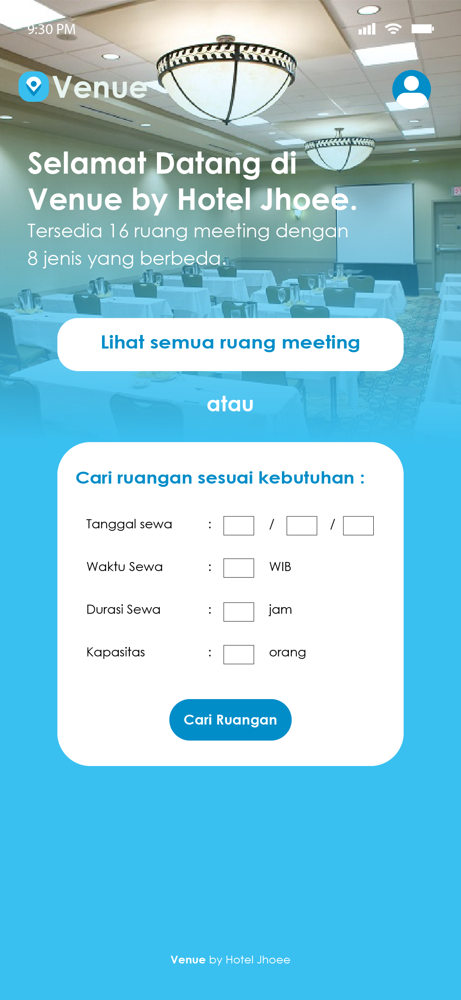 9:30 PM
Venue
Selamat Datang di
Venue by Hotel Jhoee.
Tersedia 16 ruang meeting dengan
8 jenis yang berbeda.
Lihat semua ruang meeting
atau
Cari ruangan sesuai kebutuhan :
Tanggal sewa : / /
Waktu Sewa : WIB
Durasi Sewa : jam
Kapasitas : orang
Cari Ruangan
Venue by Hotel Jhoee